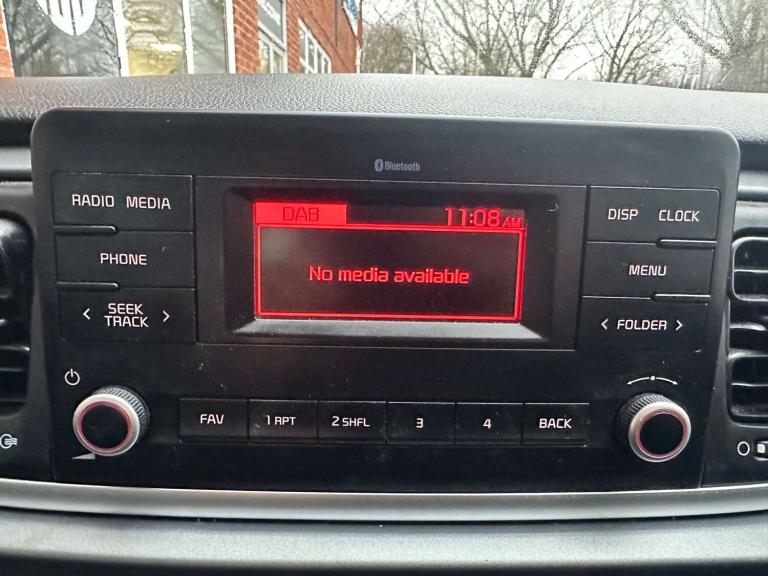 Bluetooth
RADIO MEDIA
PHONE
< SEEK
TRACK >
DAB
11:08 AM
No media available
DISP CLOCK
MENU
< FOLDER >
FAV
1 RPT
2 SHFL
3
4
BACK